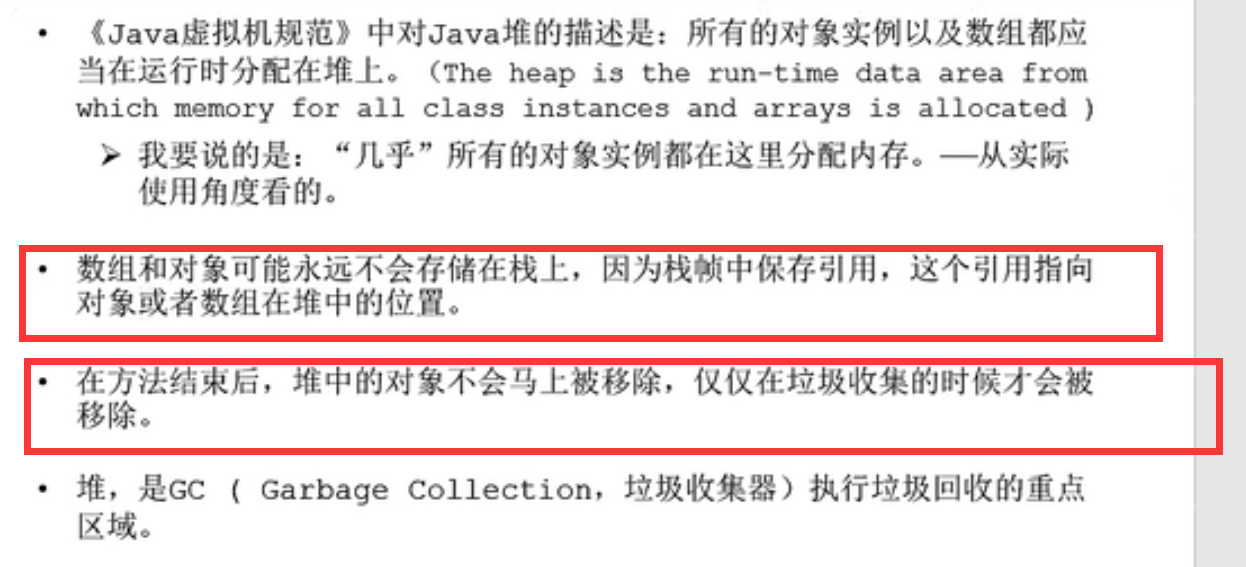 • 《Java虚拟机规范》中对Java堆的描述是：所有的对象实例以及数组都应
当在运行时分配在堆上。（The heap is the run-time data area from
which memory for all class instances and arrays is allocated )
➢ 我要说的是：“几乎”所有的对象实例都在这里分配内存。—从实际
使用角度看的。
• 数组和对象可能永远不会存储在栈上，因为栈帧中保存引用，这个引用指向
对象或者数组在堆中的位置。
• 在方法结束后，堆中的对象不会马上被移除，仅仅在垃圾收集的时候才会被
移除。
• 堆，是GC ( Garbage Collection，垃圾收集器）执行垃圾回收的重点
区域。